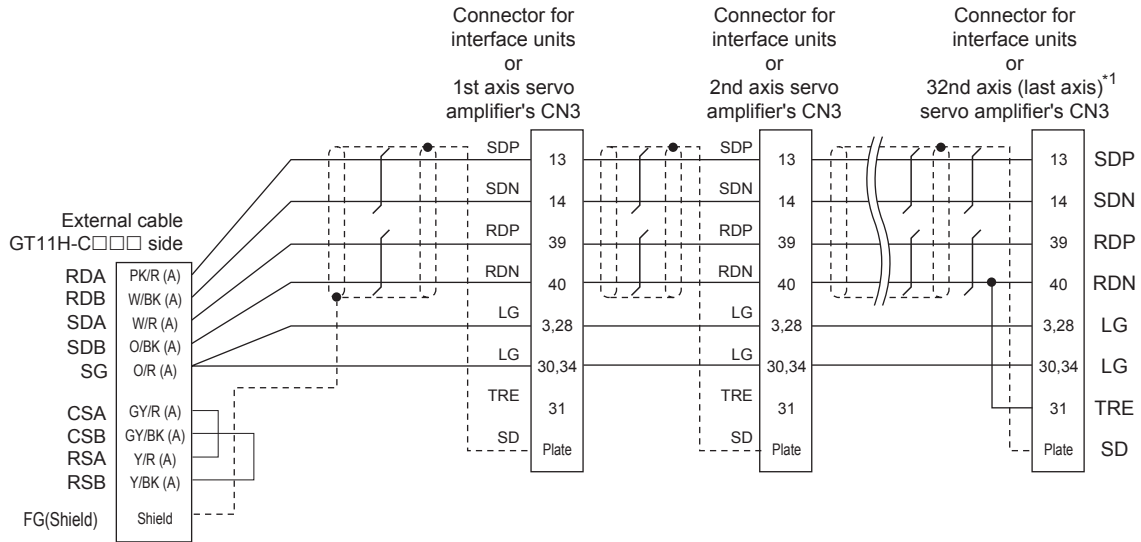 Connector for
interface units
or
1st axis servo
amplifier's CN3
Connector for
interface units
or
2nd axis servo
amplifier's CN3
Connector for
interface units
or
32nd axis (last axis)*1
servo amplifier's CN3
External cable
GT11H-C□□□ side
RDA PK/R (A)
RDB W/BK (A)
SDA W/R (A)
SDB O/BK (A)
SG O/R (A)
CSA GY/R (A)
CSB GY/BK (A)
RSA Y/R (A)
RSB Y/BK (A)
FG(Shield) Shield
SDP 13
SDN 14
RDP 39
RDN 40
LG 3,28
LG 30,34
TRE 31
SD Plate
SDP 13
SDN 14
RDP 39
RDN 40
LG 3,28
LG 30,34
TRE 31
SD Plate
13 SDP
14 SDN
39 RDP
40 RDN
3,28 LG
30,34 LG
31 TRE
Plate SD